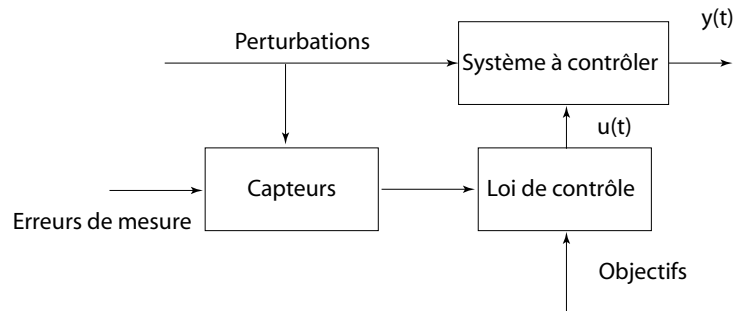 y(t)
Perturbations
Système à contrôler
u(t)
Capteurs
Loi de contrôle
Erreurs de mesure
Objectifs